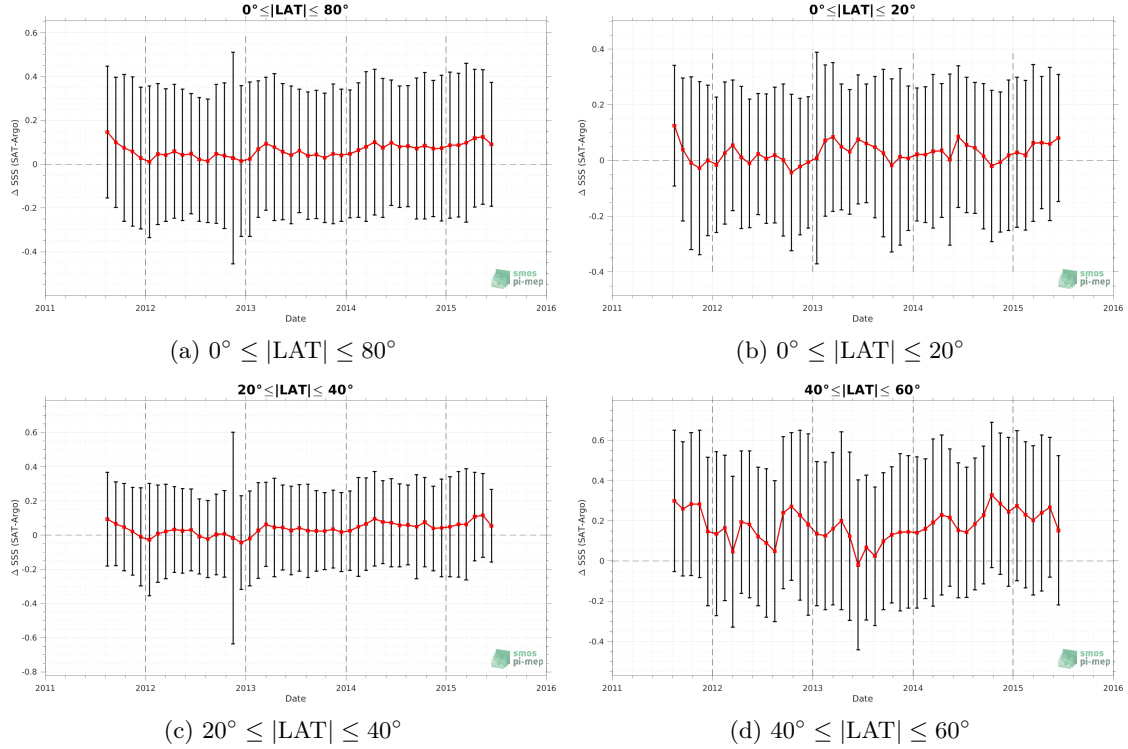 0°≤|LAT|≤ 80°
0.6
0.4
0.2
0
-0.2
-0.4
Δ SSS (SAT-Argo)
2011
2012
2013
2014
2015
2016
Date
smos
pi-mep
(a) 0° ≤ |LAT| ≤ 80°
0°≤|LAT|≤ 20°
0.4
0.2
0
-0.2
-0.4
Δ SSS (SAT-Argo)
2011
2012
2013
2014
2015
2016
Date
smos
pi-mep
(b) 0° ≤ |LAT| ≤ 20°
20°≤|LAT|≤ 40°
0.6
0.4
0.2
0
-0.2
-0.4
-0.6
-0.8
Δ SSS (SAT-Argo)
2011
2012
2013
2014
2015
2016
Date
smos
pi-mep
(c) 20° ≤ |LAT| ≤ 40°
40°≤|LAT|≤ 60°
0.6
0.4
0.2
0
-0.2
-0.4
Δ SSS (SAT-Argo)
2011
2012
2013
2014
2015
2016
Date
smos
pi-mep
(d) 40° ≤ |LAT| ≤ 60°